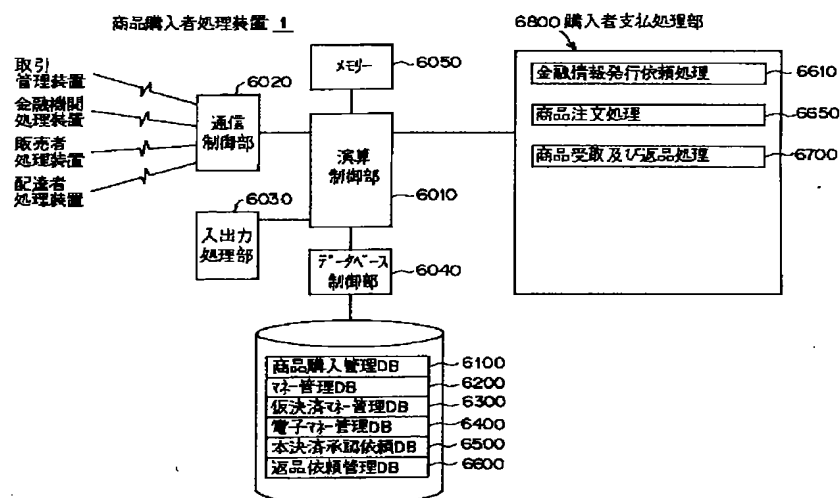 商品購入者処理装置 1
6800 購入者支払処理部
取引
管理装置
金融機関
処理装置
販売者
処理装置
配達者
処理装置
6020
通信
制御部
メモリー
6050
演算
制御部
6010
6030
入出力
処理部
データベース
制御部
6040
金融情報発行依頼処理
6610
商品注文処理
6650
商品受取及び返品処理
6700
商品購入管理DB
6100
マネー管理DB
6200
仮決済マネー管理DB
6300
電子マネー管理DB
6400
本決済承認依頼DB
6500
返品依頼管理DB
6600